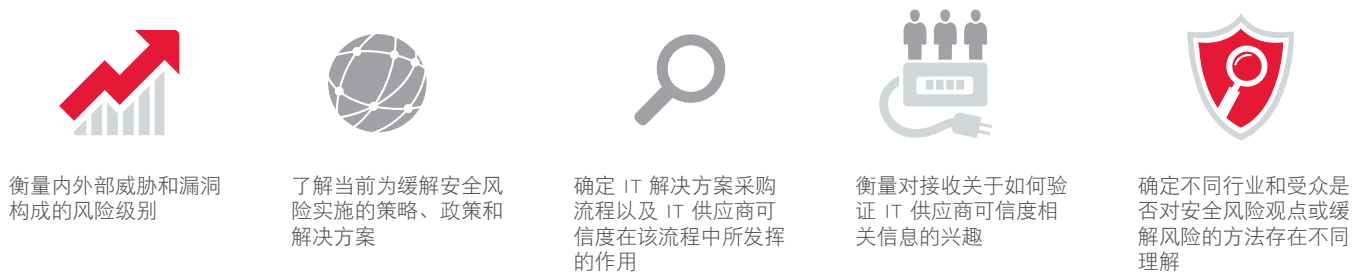 衡量内外部威胁和漏洞
构成的风险级别
了解当前为缓解安全风
险实施的策略、政策和
解决方案
确定 IT 解决方案采购
流程以及 IT 供应商可
信度在该流程中所发挥
的作用
衡量对接收关于如何验
证 IT 供应商可信度相
关信息的兴趣
确定不同行业和受众是
否对安全风险观点或缓
解风险的方法存在不同
理解